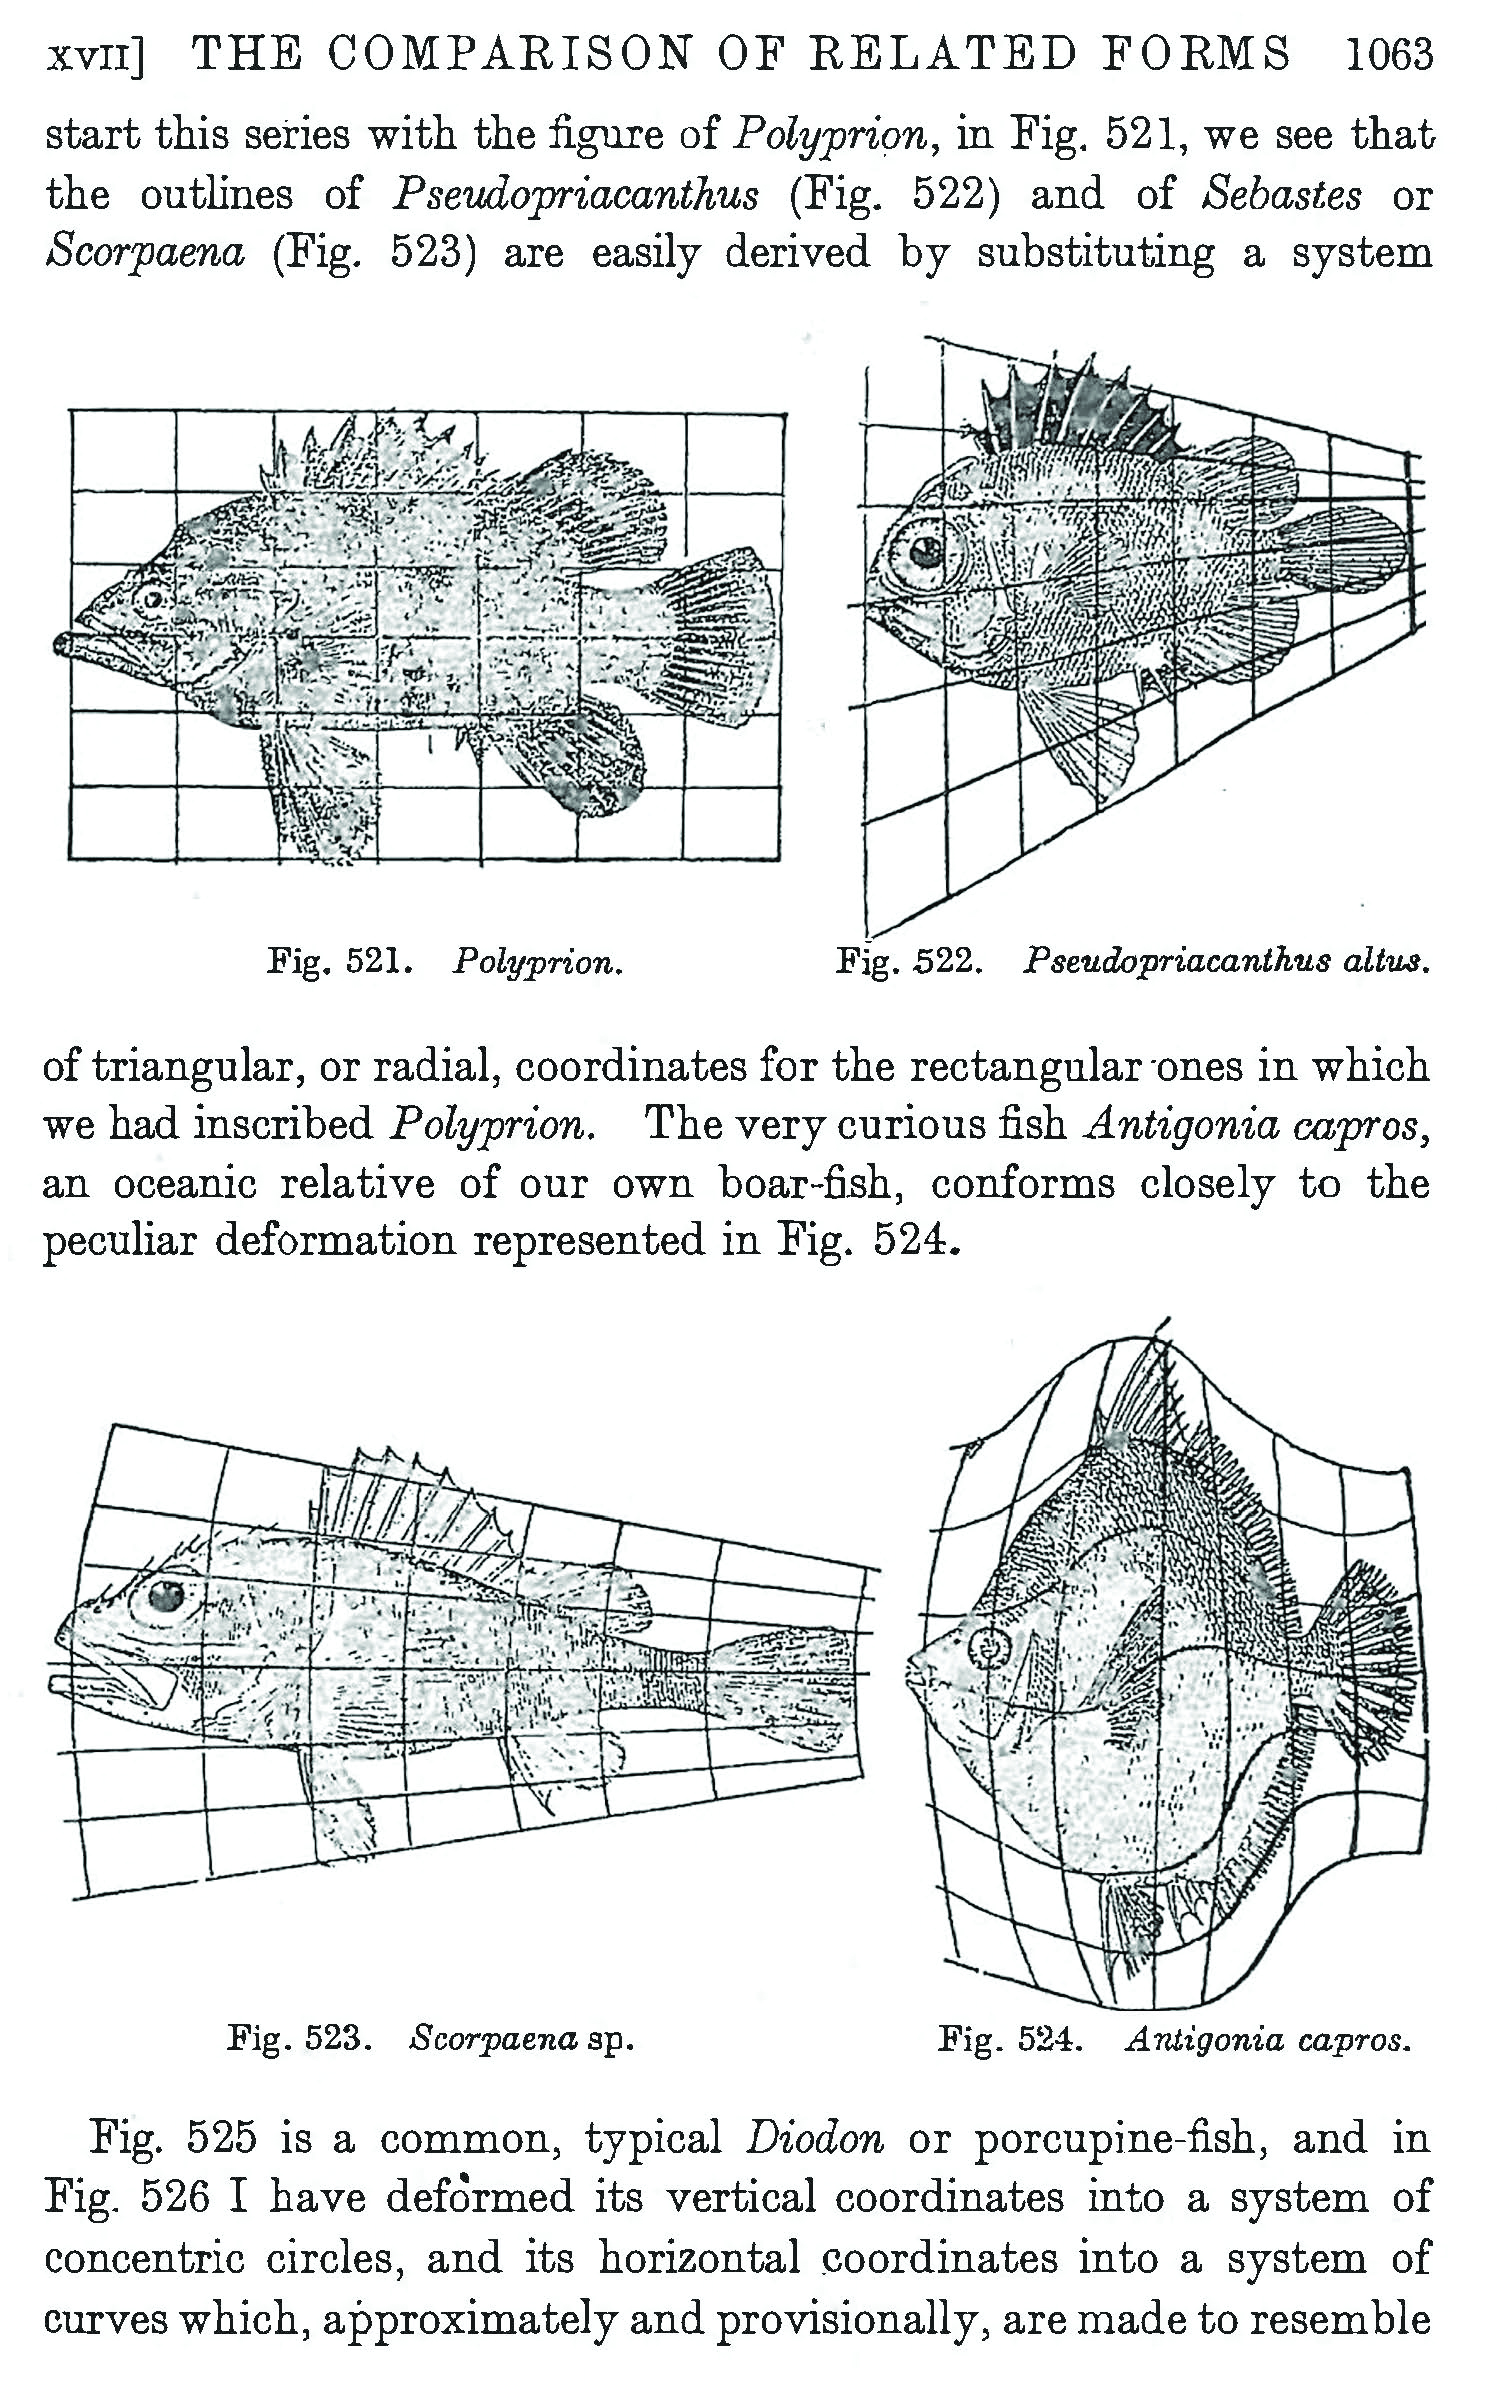 XVII] THE COMPARISON OF RELATED FORMS 1063
start this series with the figure of Polyprion, in Fig. 521, we see that
the outlines of Pseudopriacanthus (Fig. 522) and of Sebastes or
Scorpaena (Fig. 523) are easily derived by substituting a system
Fig. 521. Polyprion.
Fig. 522. Pseudopriacanthus altus.
of triangular, or radial, coordinates for the rectangular ones in which
we had inscribed Polyprion. The very curious fish Antigonia capros,
an oceanic relative of our own boar-fish, conforms closely to the
peculiar deformation represented in Fig. 524.
Fig. 523. Scorpaena sp.
Fig. 524. Antigonia capros.
Fig. 525 is a common, typical Diodon or porcupine-fish, and in
Fig. 526 I have deformed its vertical coordinates into a system of
concentric circles, and its horizontal coordinates into a system of
curves which, approximately and provisionally, are made to resemble